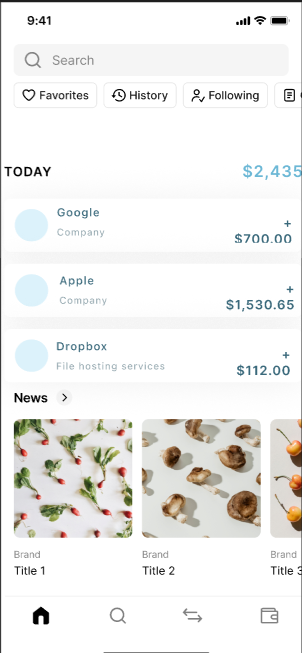 9:41
Search
Favorites
History
Following
TODAY
$2,435
Google
Company
+
$700.00
Apple
Company
+
$1,530.65
Dropbox
File hosting services
+
$112.00
News
Brand
Title 1
Brand
Title 2
Brand
Title 3